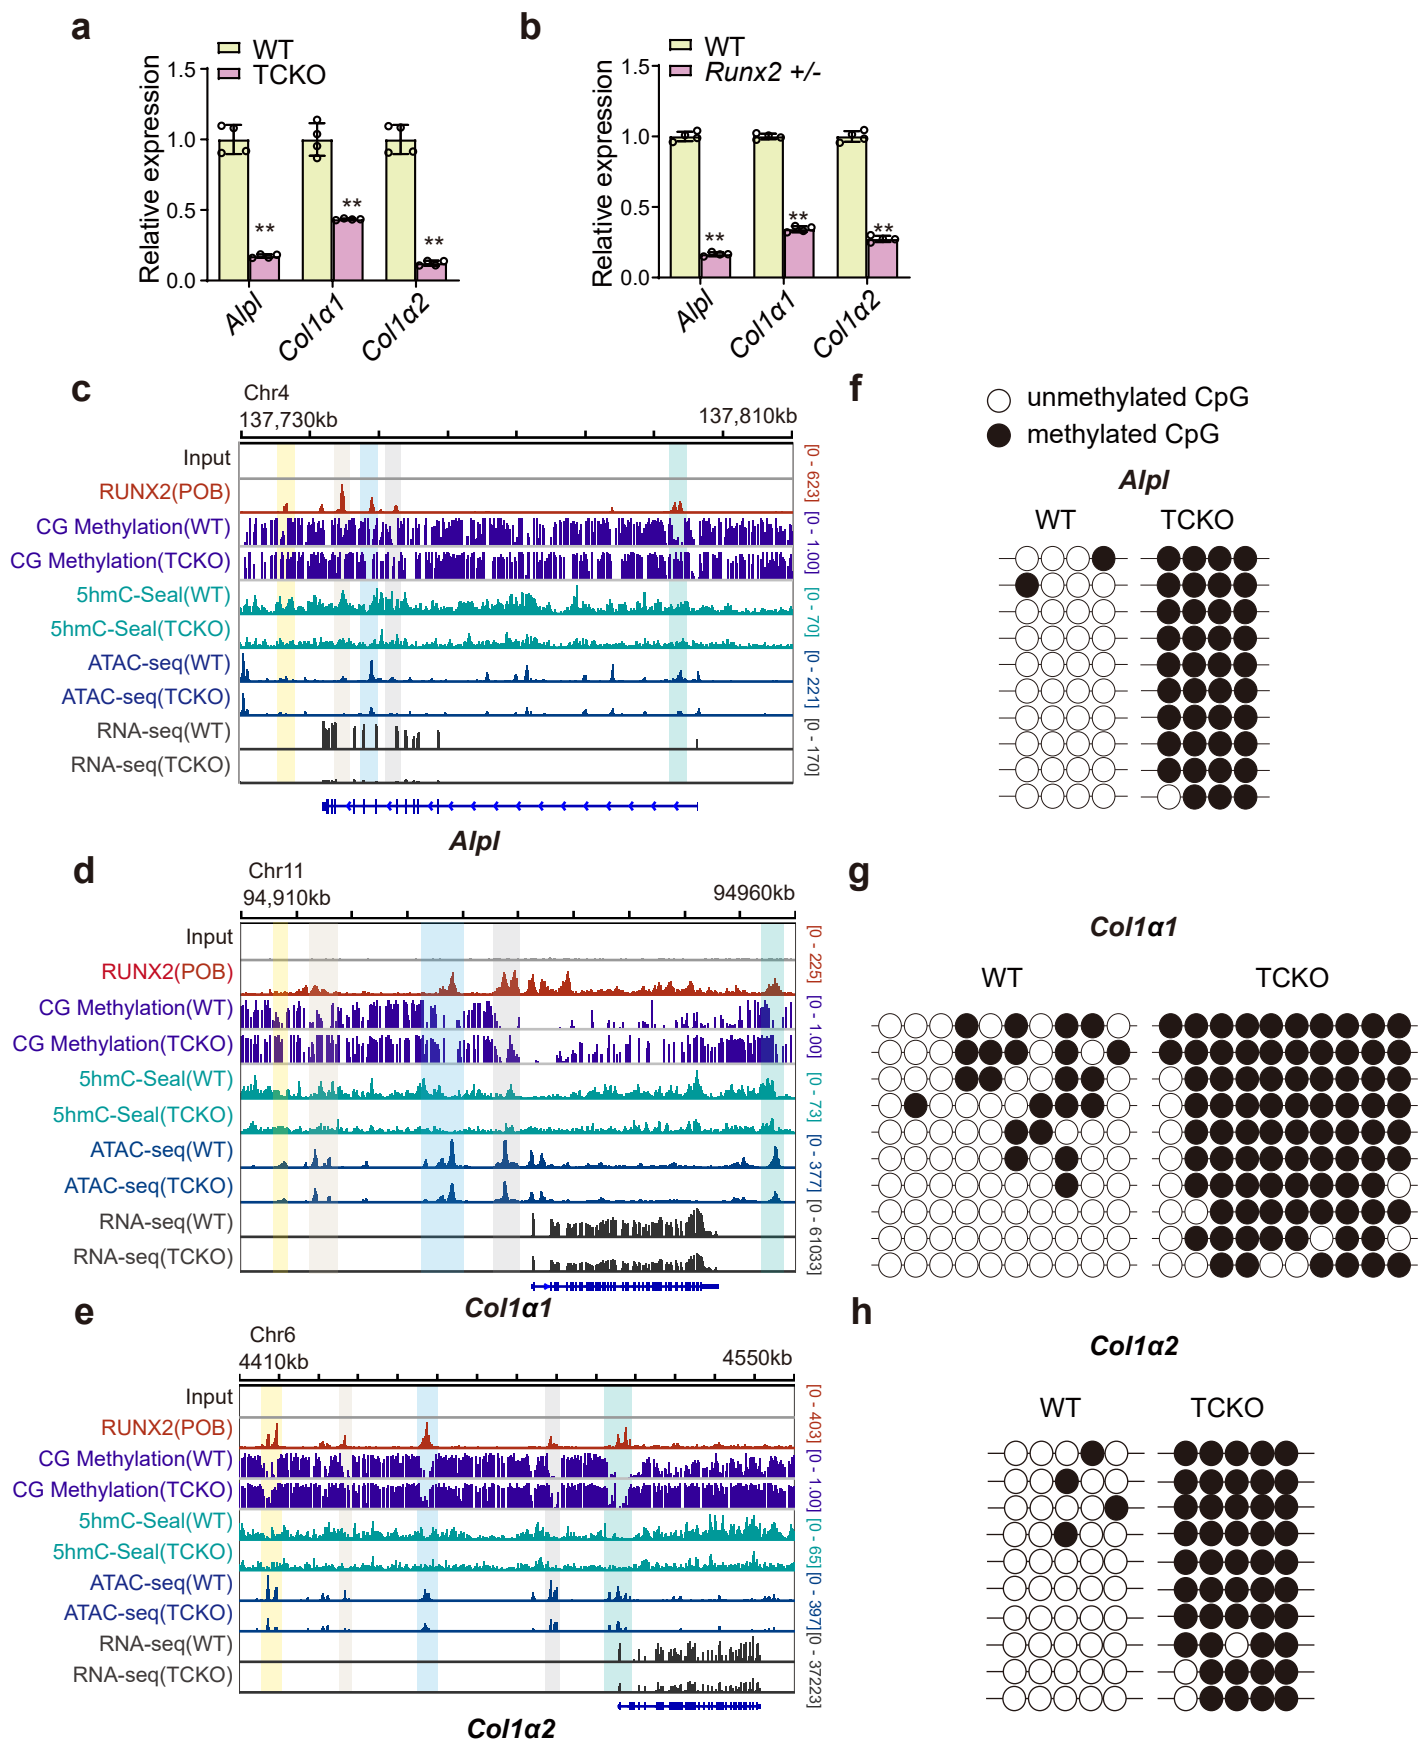 a
WT
TCKO
Relative expression
1.5
1.0
0.5
0.0
**
**
**
Alpl
Col1α1
Col1α2
b
WT
Runx2 +/-
Relative expression
1.5
1.0
0.5
0.0
**
**
**
Alpl
Col1α1
Col1α2
c
Chr4
137,730kb
137,810kb
Input
RUNX2(POB)
CG Methylation(WT)
CG Methylation(TCKO)
5hmC-Seal(WT)
5hmC-Seal(TCKO)
ATAC-seq(WT)
ATAC-seq(TCKO)
RNA-seq(WT)
RNA-seq(TCKO)
[0 - 623]
[0 - 1.00]
[0 - 70]
[0 - 221]
[0 - 170]
Alpl
d
Chr11
94,910kb
94960kb
Input
RUNX2(POB)
CG Methylation(WT)
CG Methylation(TCKO)
5hmC-Seal(WT)
5hmC-Seal(TCKO)
ATAC-seq(WT)
ATAC-seq(TCKO)
RNA-seq(WT)
RNA-seq(TCKO)
[0 - 225]
[0 - 1.00]
[0 - 73]
[0 - 377]
[0 - 61033]
Col1α1
e
Chr6
4410kb
4550kb
Input
RUNX2(POB)
CG Methylation(WT)
CG Methylation(TCKO)
5hmC-Seal(WT)
5hmC-Seal(TCKO)
ATAC-seq(WT)
ATAC-seq(TCKO)
RNA-seq(WT)
RNA-seq(TCKO)
[0 - 403]
[0 - 1.00]
[0 - 65]
[0 - 397]
[0 - 37223]
Col1α2
f
unmethylated CpG
methylated CpG
Alpl
WT
TCKO
g
Col1α1
WT
TCKO
h
Col1α2
WT
TCKO